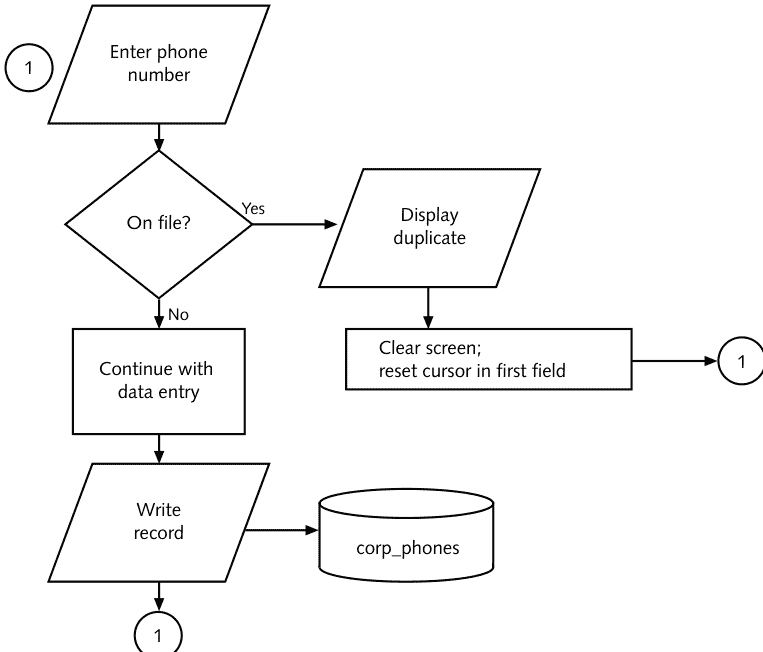 Enter phone
number
1
On file?
Yes
Display
duplicate
No
Continue with
data entry
Clear screen;
reset cursor in first field
1
Write
record
corp_phones
1